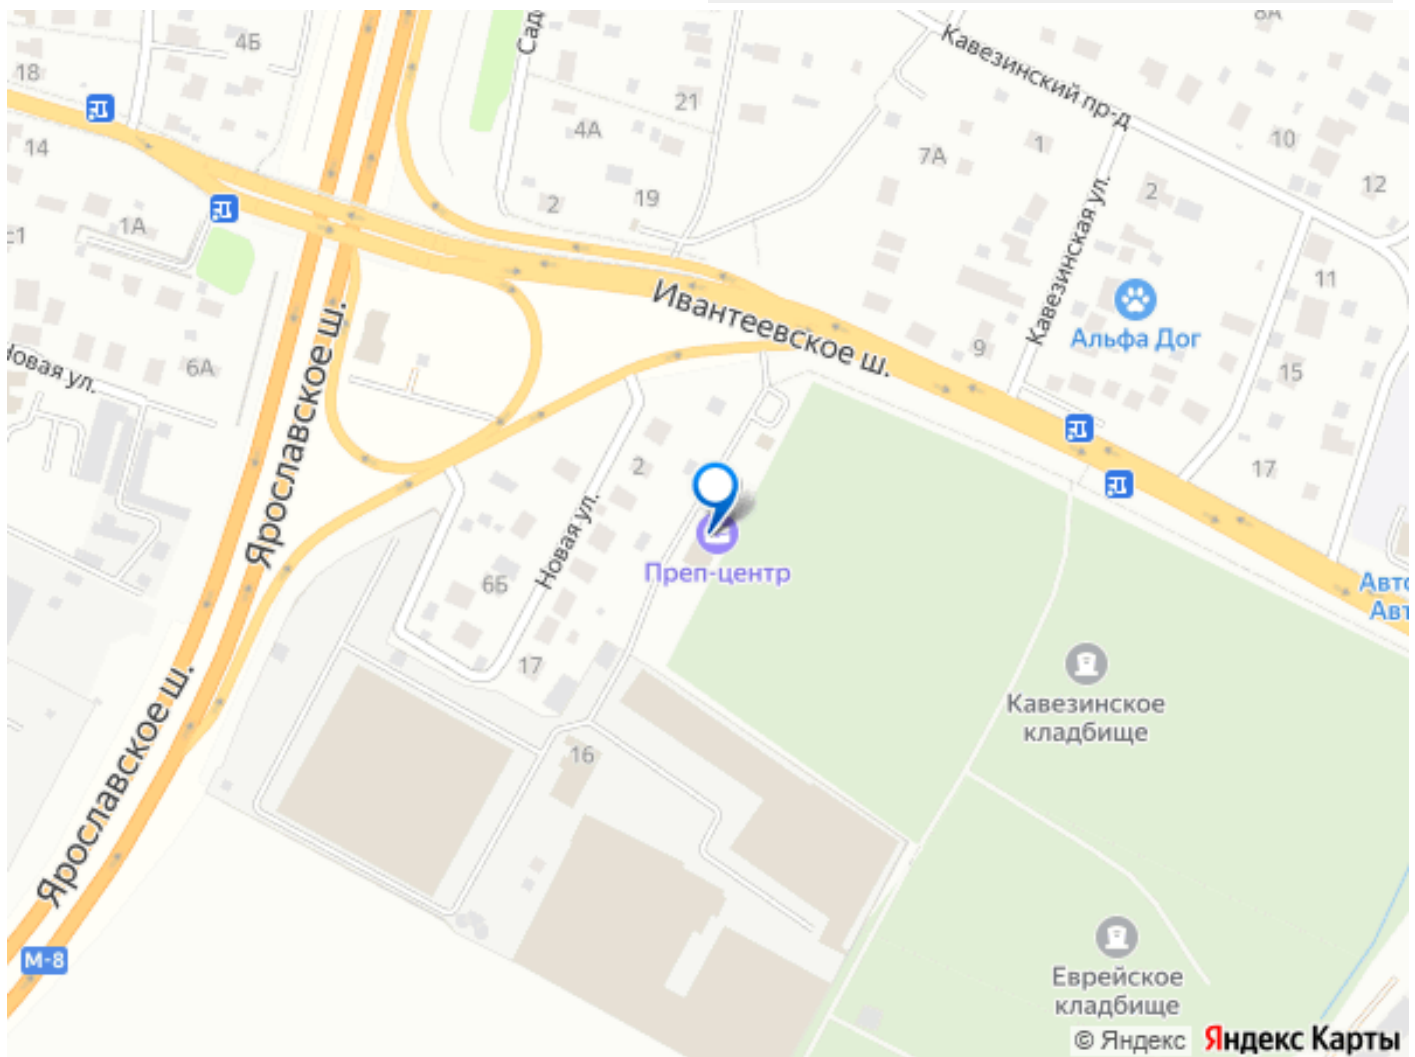 8А
Кавезинский пр-д
4Б
Сад
18
21
4А
10
14
7А
1
12
2
19
2
1А
с1
Кавезинская ул.
11
Ивантеевское ш.
Альфа Дог
9
6А
Новая ул.
15
Ярославское ш.
2
17
Новая ул.
Преп-центр
6Б
Авто
Авт
17
Кавезинское
кладбище
Ярославское ш.
16
М-8
Еврейское
кладбище
© Яндекс Яндекс Карты